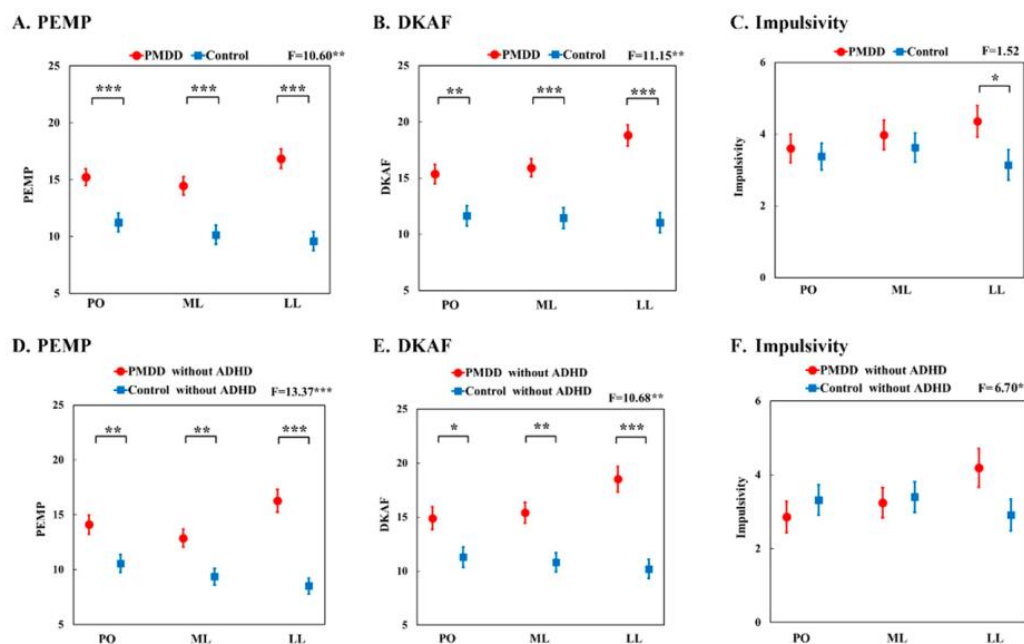 A. PEMP
PMDD Control F=10.60**
25
20
15
10
5
PEMP
*** *** ***
PO ML LL
B. DKAF
PMDD Control F=11.15**
25
20
15
10
5
DKAF
** *** ***
PO ML LL
C. Impulsivity
PMDD Control F=1.52
6
4
2
0
Impulsivity
*
PO ML LL
D. PEMP
PMDD without ADHD
Control without ADHD F=13.37***
25
20
15
10
5
PEMP
** ** ***
PO ML LL
E. DKAF
PMDD without ADHD
Control without ADHD
F=10.68**
25
20
15
10
5
DKAF
* ** ***
PO ML LL
F. Impulsivity
PMDD without ADHD
Control without ADHD F=6.70*
6
4
2
0
Impulsivity
PO ML LL